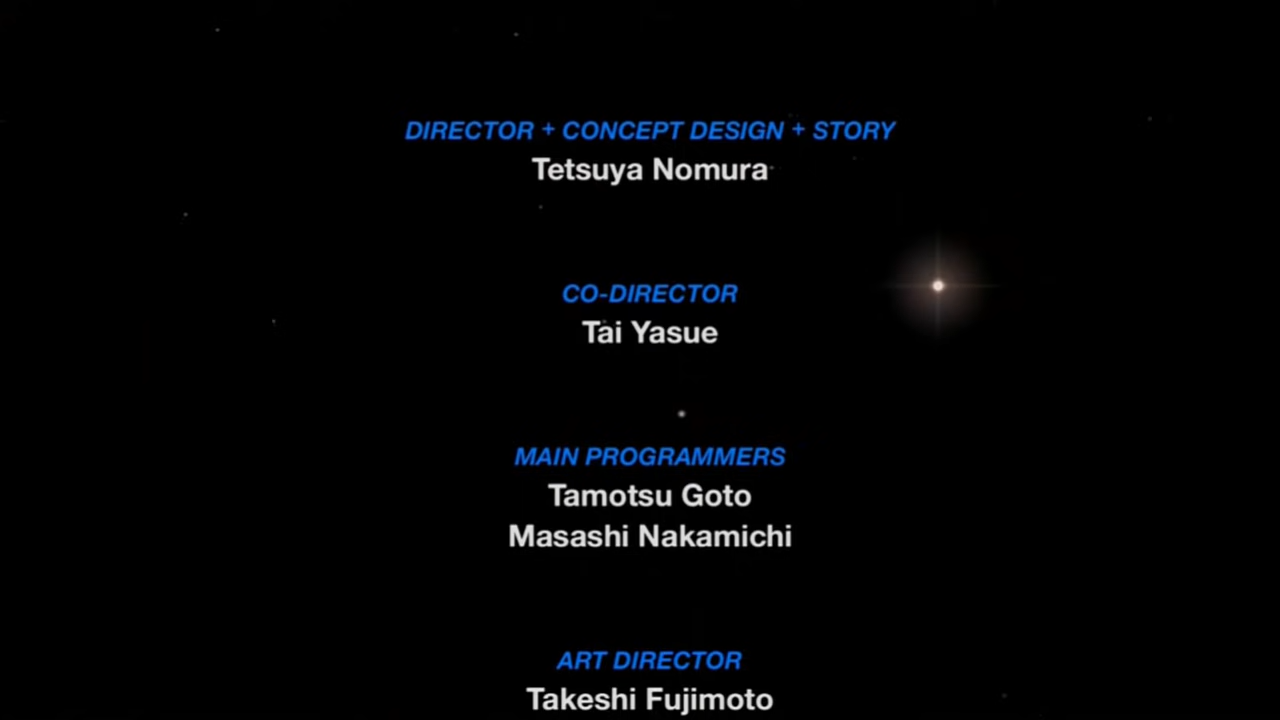 DIRECTOR + CONCEPT DESIGN + STORY
Tetsuya Nomura
CO-DIRECTOR
Tai Yasue
MAIN PROGRAMMERS
Tamotsu Goto
Masashi Nakamichi
ART DIRECTOR
Takeshi Fujimoto